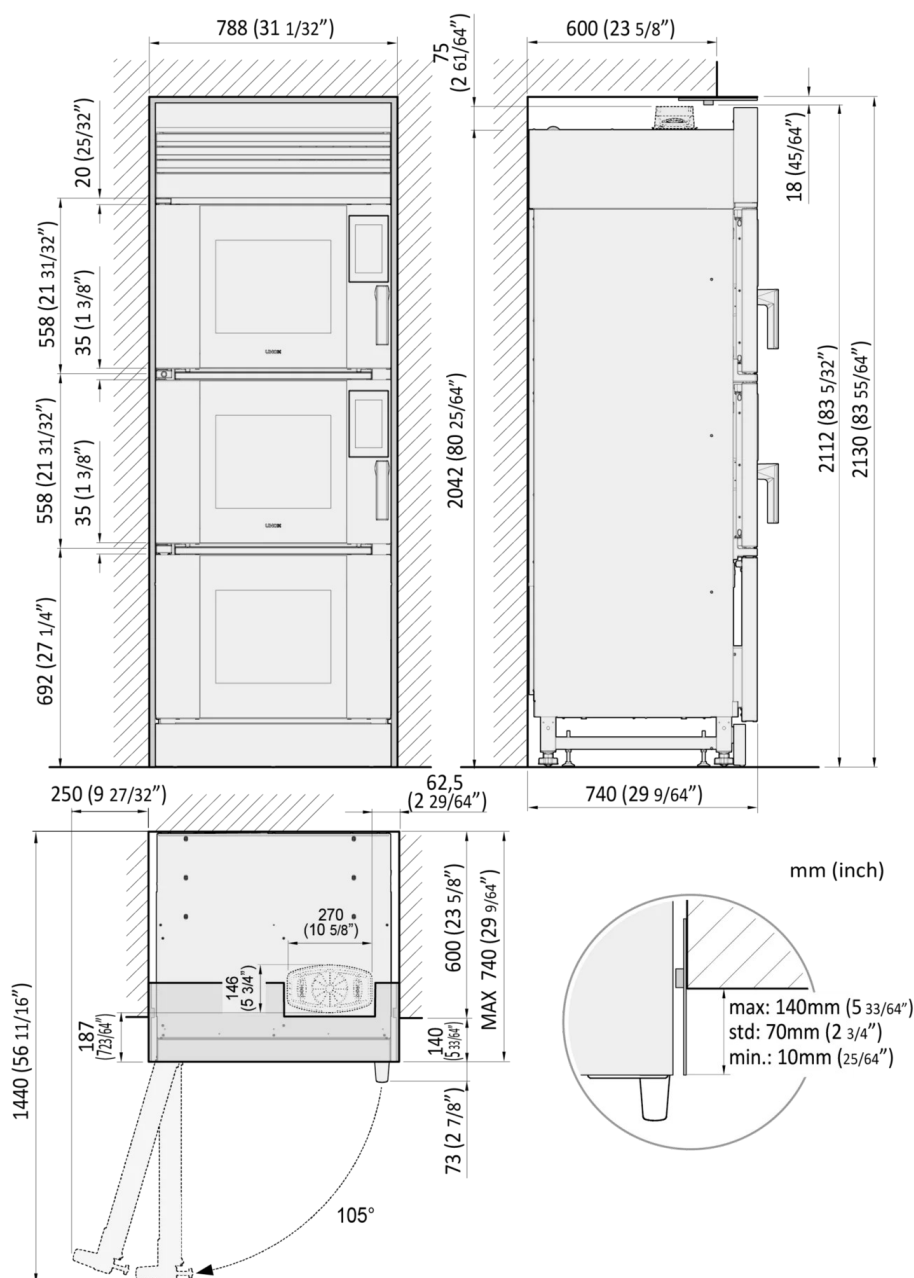 788 (31 1/32")
600 (23 5/8")
75
(2 61/64")
20 (25/32")
18 (45/64")
558 (21 31/32")
35 (1 3/8")
558 (21 31/32")
35 (1 3/8")
692 (27 1/4")
2042 (80 25/64")
2112 (83 5/32")
2130 (83 55/64")
UNOX
UNOX
250 (9 27/32")
62,5
(2 29/64")
740 (29 9/64")
mm (inch)
270
(10 5/8")
146
(5 3/4")
187
(7 23/64")
600 (23 5/8")
MAX 740 (29 9/64")
140
(5 33/64")
1440 (56 11/16")
73 (2 7/8")
105°
max: 140mm (5 33/64")
std: 70mm (2 3/4")
min.: 10mm (25/64")